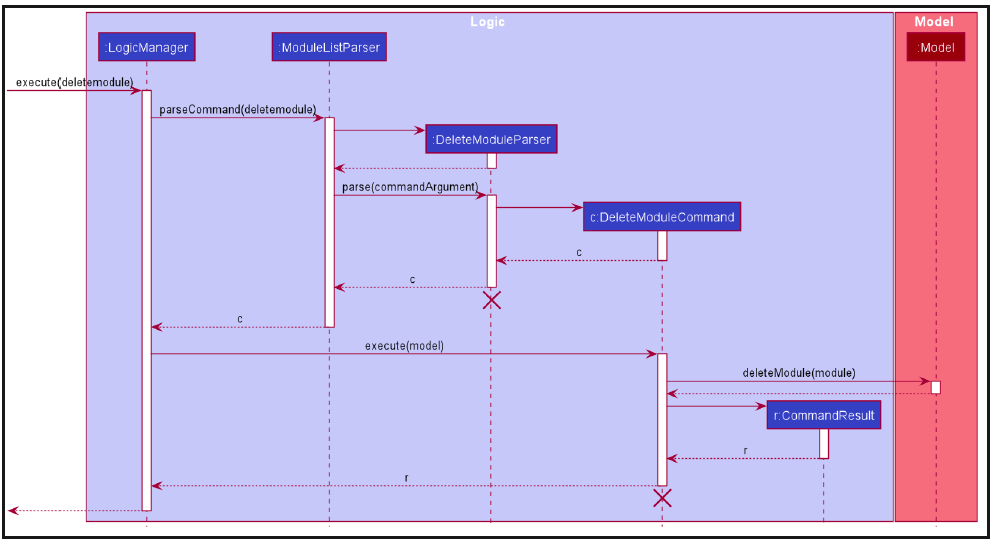 Logic
Model
:LogicManager
:ModuleListParser
:Model
execute(deletemodule)
parseCommand(deletemodule)
:DeleteModuleParser
parse(commandArgument)
c:DeleteModuleCommand
c
c
c
execute(model)
deleteModule(module)
r:CommandResult
r
r